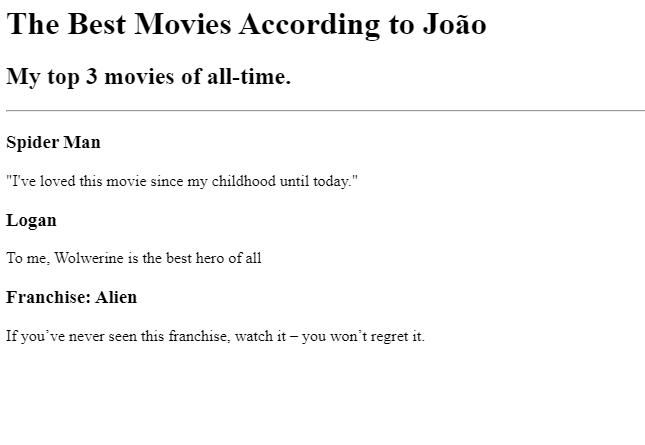 The Best Movies According to João
My top 3 movies of all-time.
Spider Man
"I've loved this movie since my childhood until today."
Logan
To me, Wolwerine is the best hero of all
Franchise: Alien
If you’ve never seen this franchise, watch it – you won’t regret it.